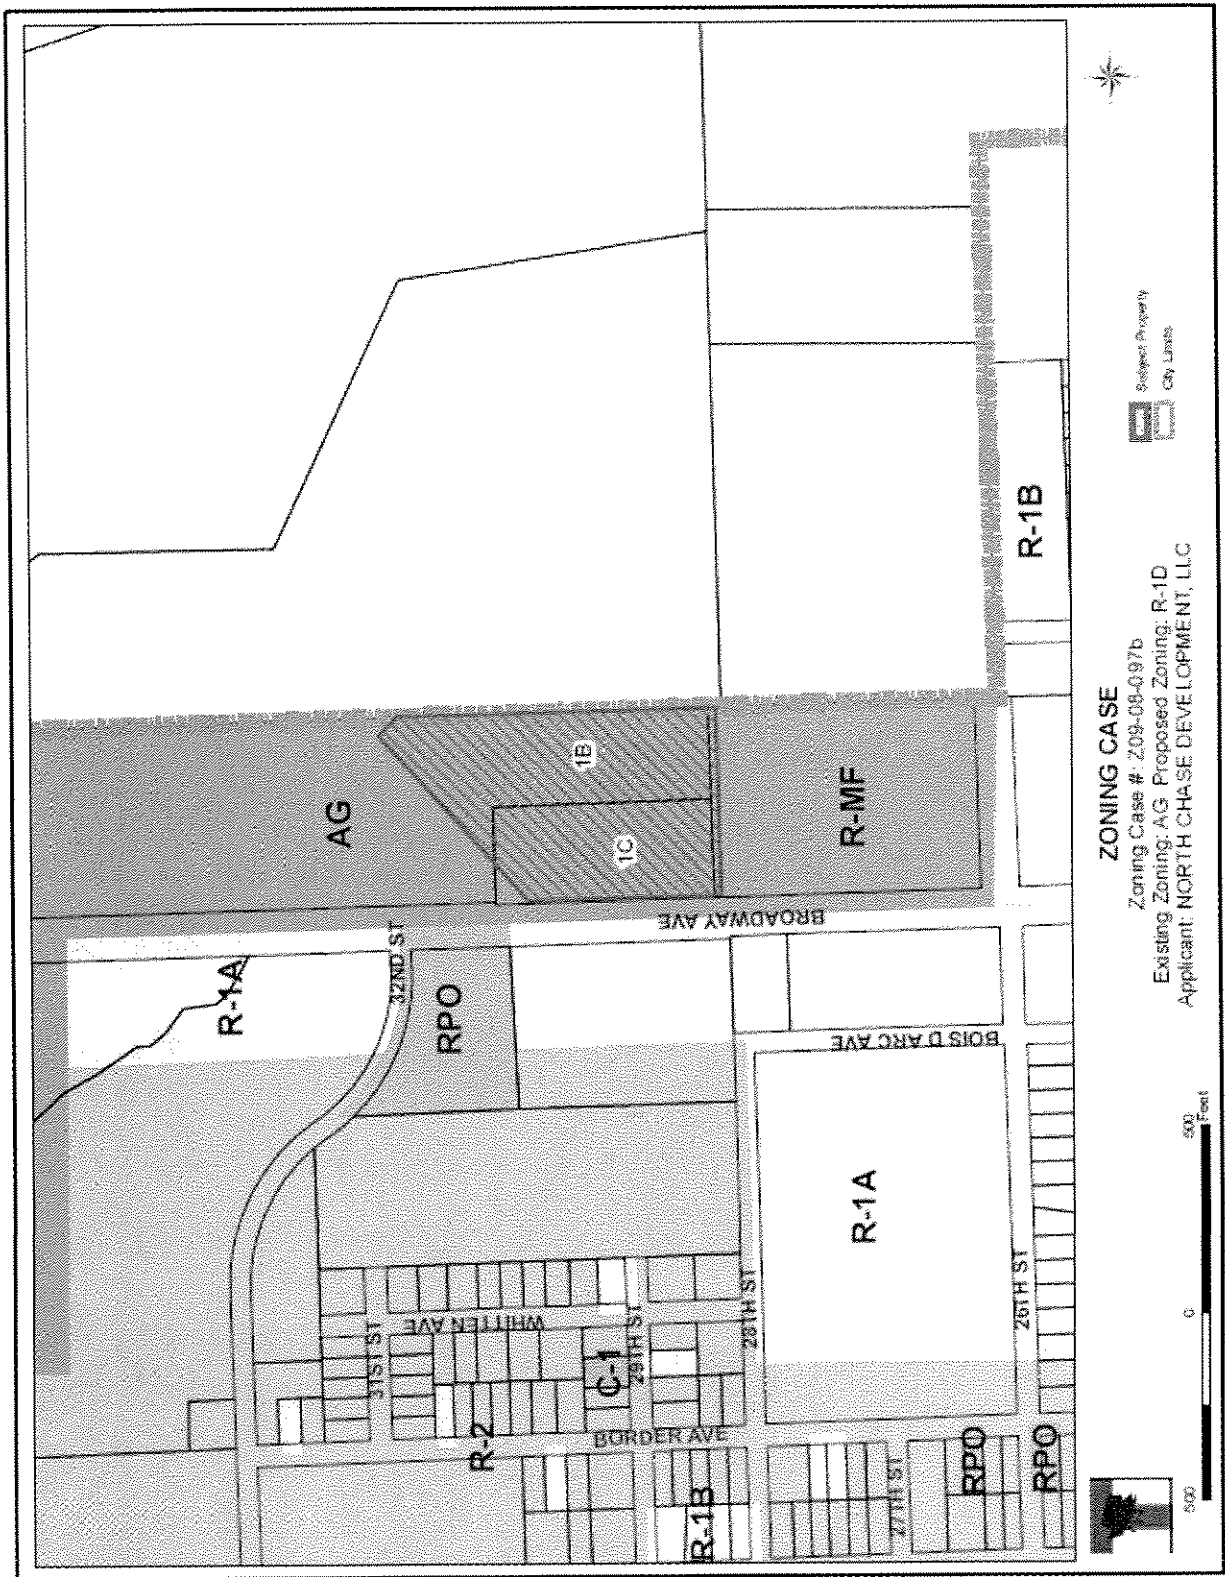 AG
1B
1C
R-MF
R-1B
R-1A
32ND ST
RPO
BROADWAY AVE
BOIS D ARC AVE
R-1A
31ST ST
WHITTEN AVE
C-1
29TH ST
28TH ST
26TH ST
R-2
BORDER AVE
R-1B
27TH ST
RPO
RPO
ZONING CASE
Zoning Case #: Z09-08-097b
Existing Zoning: AG Proposed Zoning: R-1D
Applicant: NORTH CHASE DEVELOPMENT, LLC
Subject Property
City Limits
500 0 500
Feet